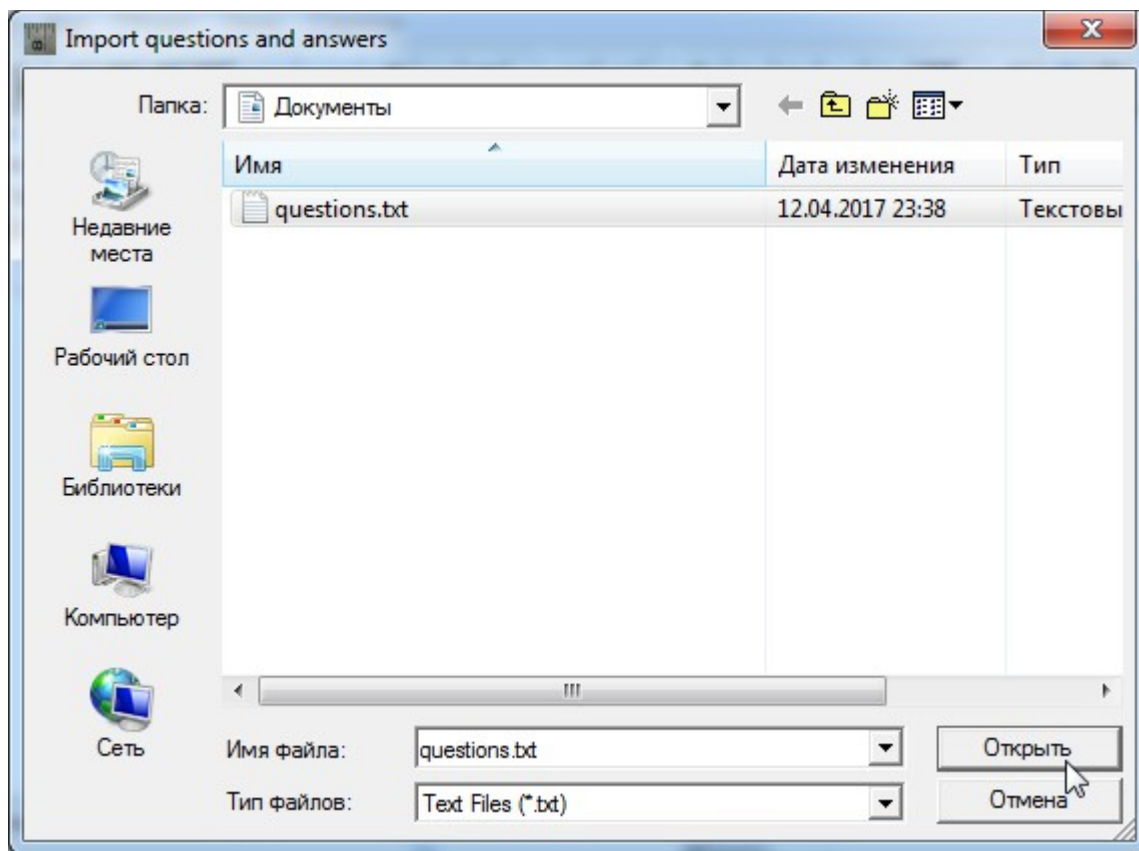 Import questions and answers
Папка:
Документы
Имя
Дата изменения
Тип
questions.txt
12.04.2017 23:38
Текстовы
Недавние
места
Рабочий стол
Библиотеки
Компьютер
Сеть
Имя файла:
questions.txt
Открыть
Тип файлов:
Text Files (*.txt)
Отмена